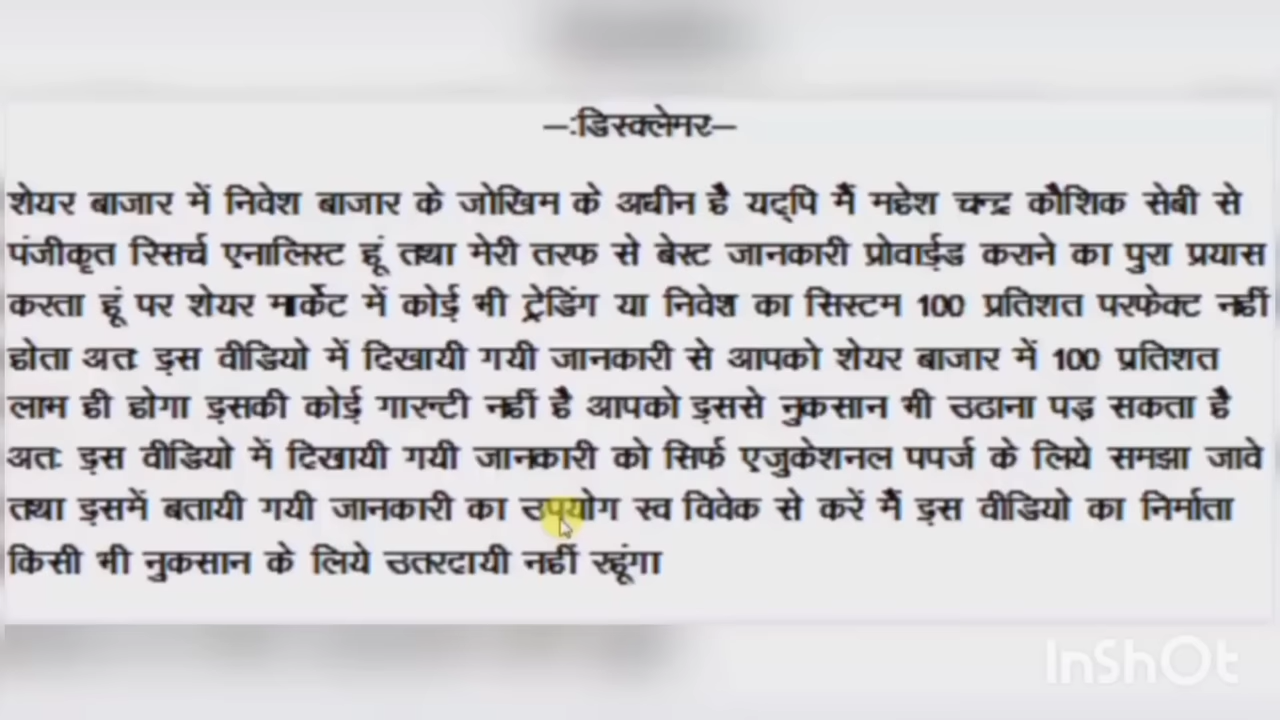 —:डिस्क्लेमर—
शेयर बाजार में निवेश बाजार के जोखिम के अधीन है यद्पि मैं महेश चन्द्र कौशिक सेबी से
पंजीकृत रिसर्च एनालिस्ट हूं तथा मेरी तरफ से बेस्ट जानकारी प्रोवाईड कराने का पुरा प्रयास
करता हूं पर शेयर मार्केट में कोई भी ट्रेडिंग या निवेश का सिस्टम 100 प्रतिशत परफेक्ट नहीं
होता अतः इस वीडियो में दिखायी गयी जानकारी से आपको शेयर बाजार में 100 प्रतिशत
लाभ ही होगा इसकी कोई गारन्टी नहीं है आपको इससे नुकसान भी उठाना पड़ सकता है
अतः इस वीडियो में दिखायी गयी जानकारी को सिर्फ एजुकेशनल पपर्ज के लिये समझा जावे
तथा इसमें बतायी गयी जानकारी का उपयोग स्व विवेक से करें मैं इस वीडियो का निर्माता
किसी भी नुकसान के लिये उतरदायी नहीं रहूंगा
InShOt